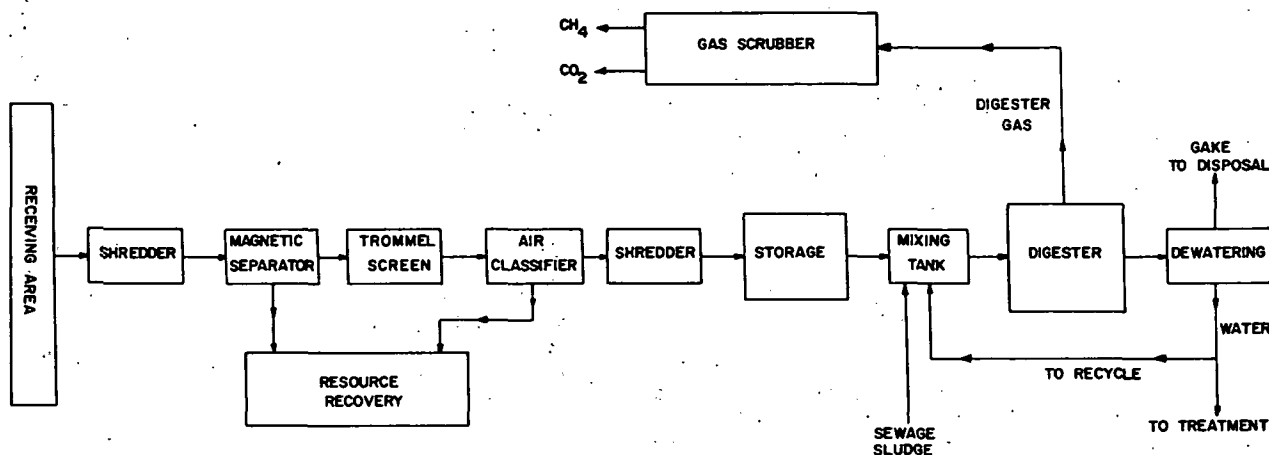 CH4
CO2
GAS SCRUBBER
DIGESTER
GAS
GAKE
TO DISPOSAL
RECEIVING AREA
SHREDDER
MAGNETIC
SEPARATOR
TROMMEL
SCREEN
AIR
CLASSIFIER
SHREDDER
STORAGE
MIXING
TANK
DIGESTER
DEWATERING
WATER
RESOURCE
RECOVERY
TO RECYCLE
SEWAGE
SLUDGE
TO TREATMENT